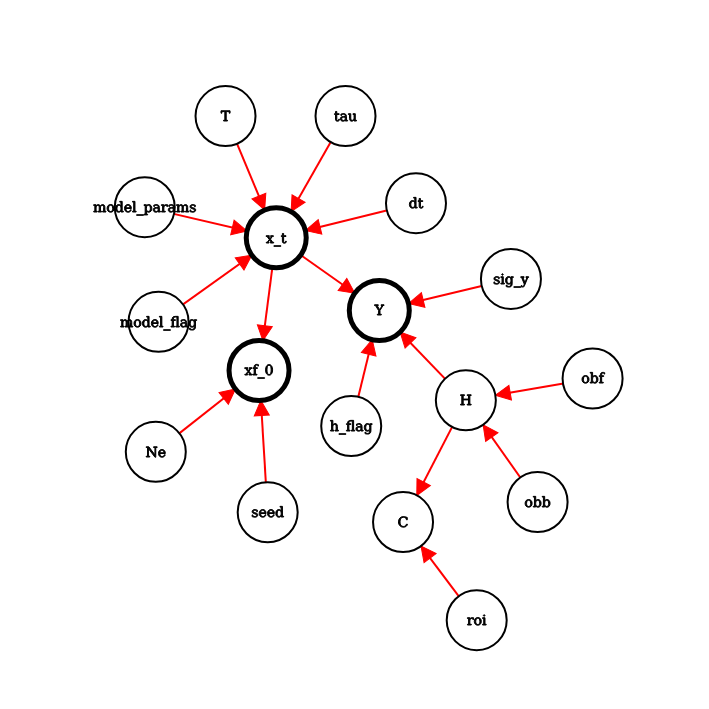 T
tau
model_params
dt
x_t
sig_y
Y
model_flag
xf_0
obf
H
h_flag
Ne
obb
seed
C
roi